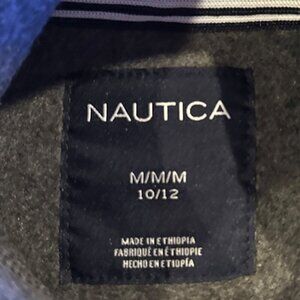 NAUTICA
M/M/M
10/12
MADE IN ETHIOPIA
FABRIQUÉ EN ÉTHIOPIE
HECHO EN ETIOPÍA